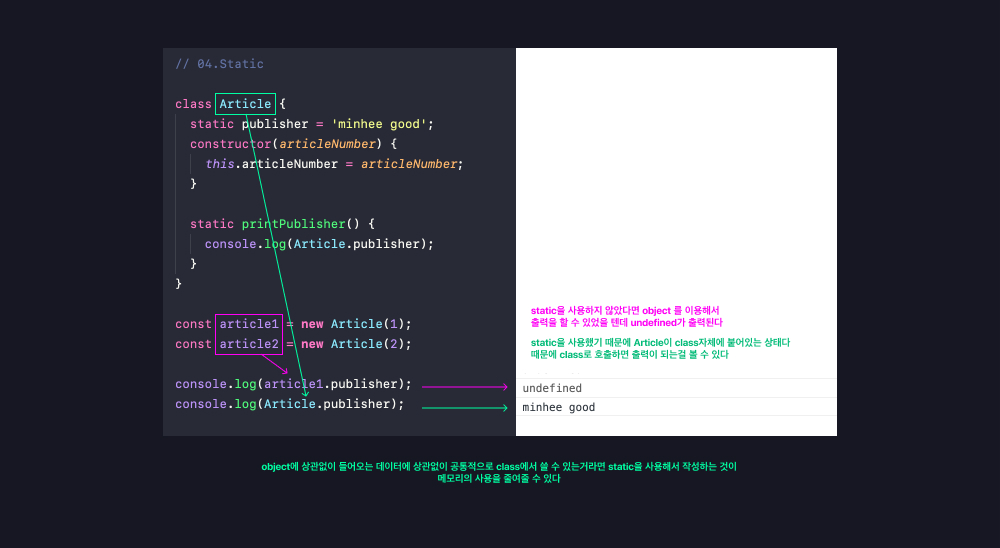 // 04.Static
class Article {
static publisher = 'minhee good';
constructor(articleNumber) {
this.articleNumber = articleNumber;
}
static printPublisher() {
console.log(Article.publisher);
}
}
const article1 = new Article(1);
const article2 = new Article(2);
console.log(article1.publisher);
console.log(Article.publisher);
static을 사용하지 않았다면 object 를 이용해서
출력을 할 수 있었을 텐데 undefined가 출력된다
static을 사용했기 때문에 Article이 class자체에 붙어있는 상태다
때문에 class로 호출하면 출력이 되는걸 볼 수 있다
undefined
minhee good
object에 상관없이 들어오는 데이터에 상관없이 공통적으로 class에서 쓸 수 있는거라면 static을 사용해서 작성하는 것이
메모리의 사용을 줄여줄 수 있다